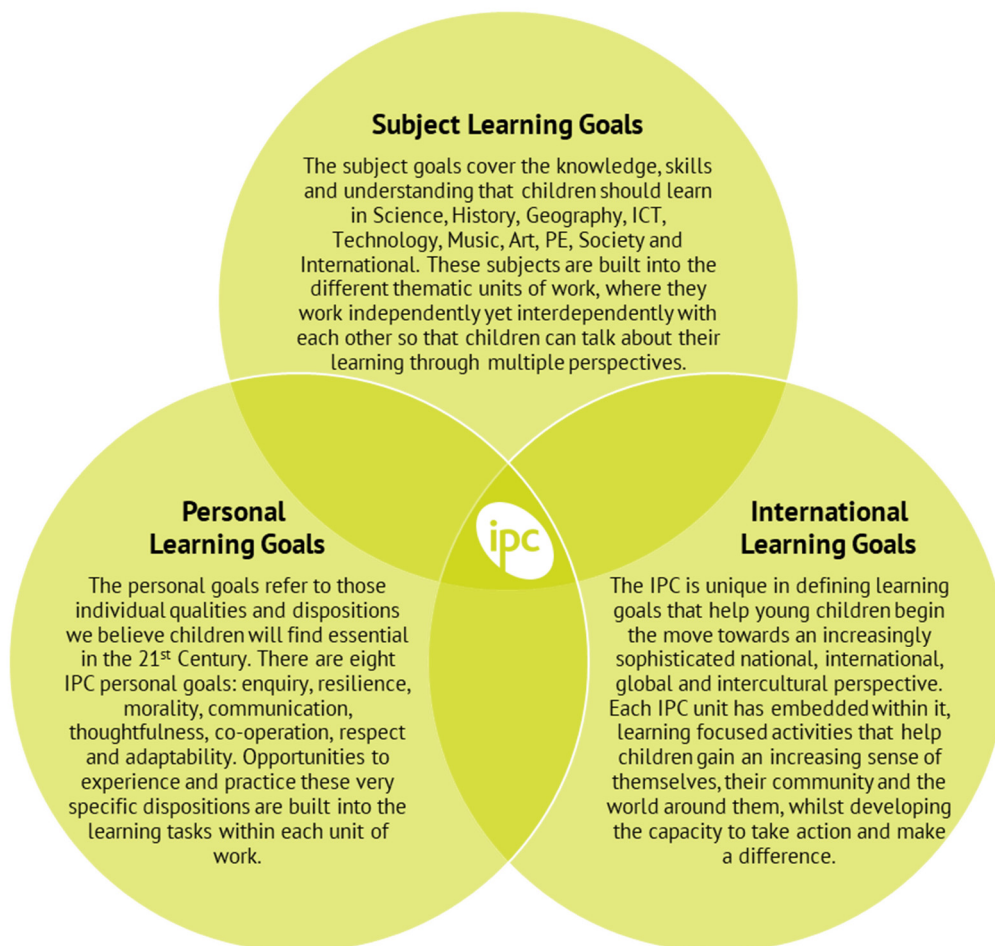 Subject Learning Goals
The subject goals cover the knowledge, skills
and understanding that children should learn
in Science, History, Geography, ICT,
Technology, Music, Art, PE, Society and
International. These subjects are built into the
different thematic units of work, where they
work independently yet interdependently with
each other so that children can talk about their
learning through multiple perspectives.
ipc
Personal
Learning Goals
The personal goals refer to those
individual qualities and dispositions
we believe children will find essential
in the 21st Century. There are eight
IPC personal goals: enquiry, resilience,
morality, communication,
thoughtfulness, co-operation, respect
and adaptability. Opportunities to
experience and practice these very
specific dispositions are built into the
learning tasks within each unit of
work.
International
Learning Goals
The IPC is unique in defining learning
goals that help young children begin
the move towards an increasingly
sophisticated national, international,
global and intercultural perspective.
Each IPC unit has embedded within it,
learning focused activities that help
children gain an increasing sense of
themselves, their community and the
world around them, whilst developing
the capacity to take action and make
a difference.